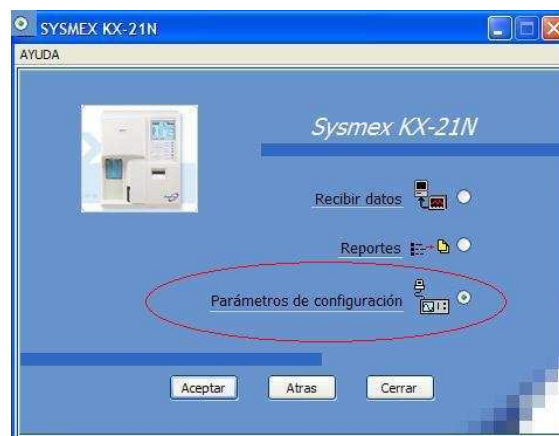 SYSMEX KX-21N
AYUDA
Sysmex KX-21N
Recibir datos
Reportes
Parámetros de configuración
Aceptar
Atras
Cerrar